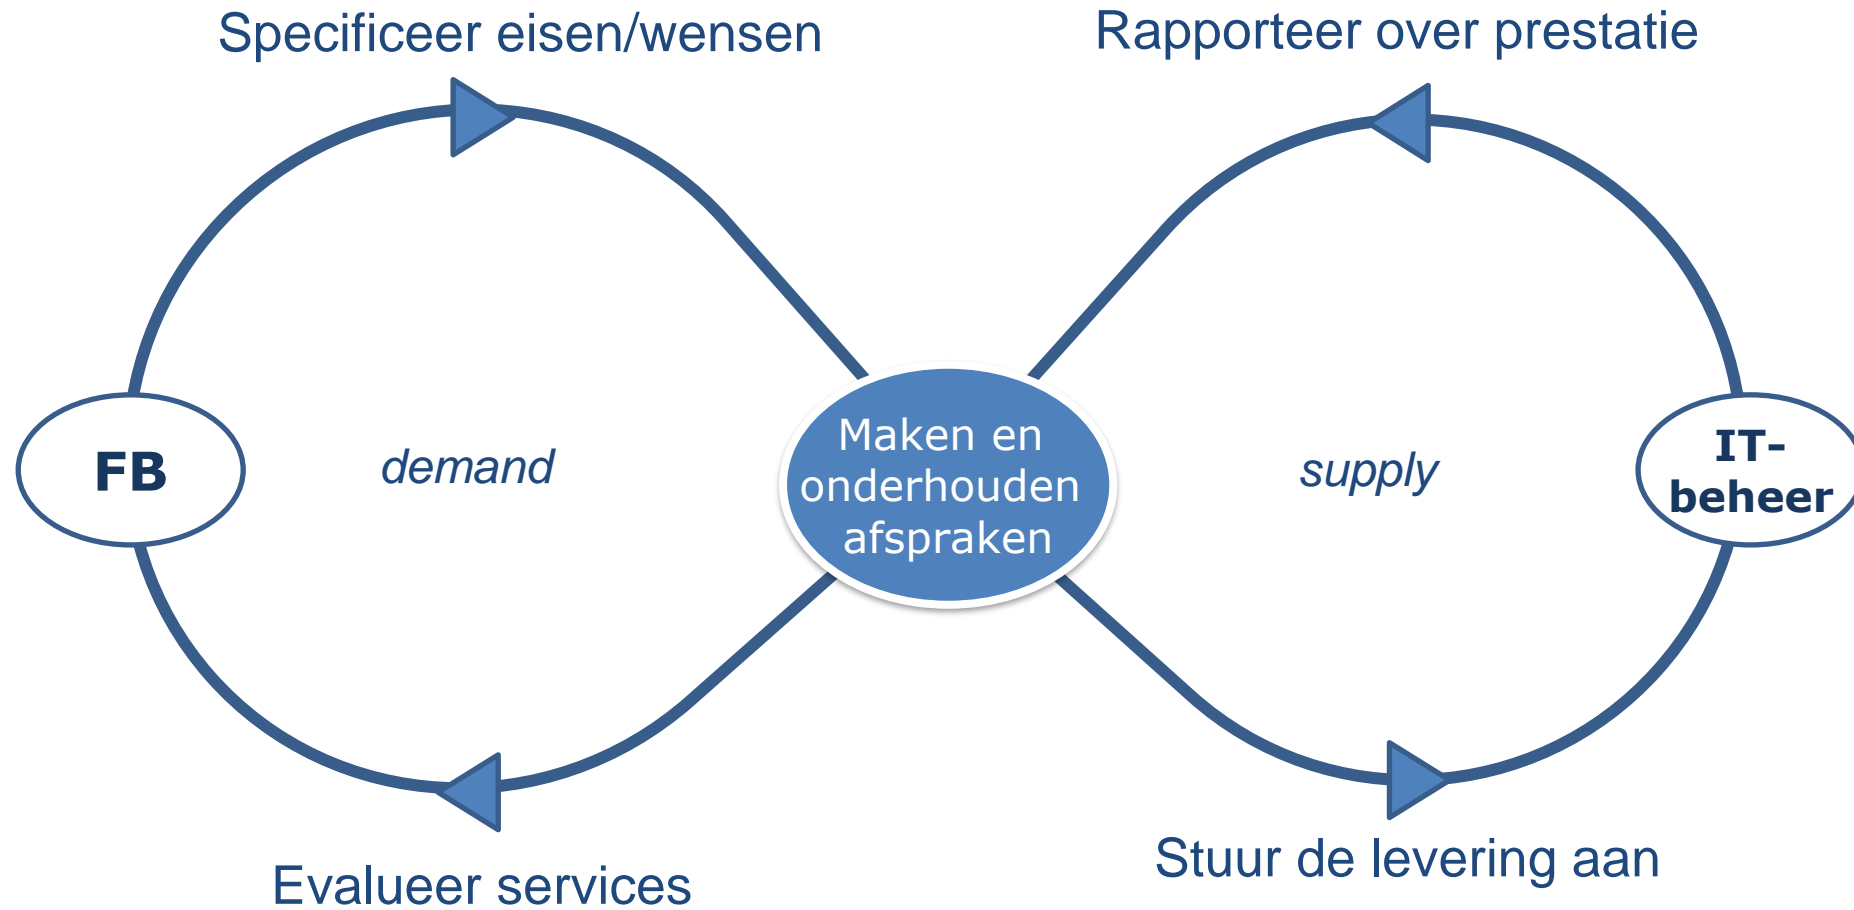 Specificeer eisen/wensen
Rapporteer over prestatie
FB
demand
Maken en
onderhouden
afspraken
supply
IT-
beheer
Evalueer services
Stuur de levering aan